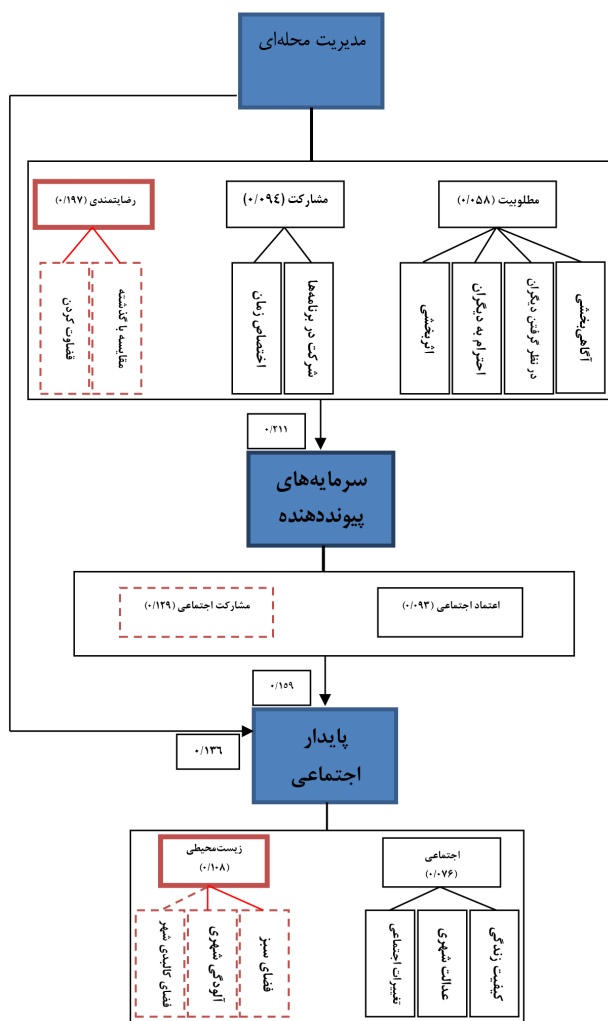 مدیریت محله‌ای
مطلوبیت (۰/۰۵۸)
مشارکت (۰/۰۹٤)
رضایتمندی (۰/۱۹۷)
آگاهی‌بخشی
در نظر گرفتن دیگران
احترام به دیگران
اثربخشی
شرکت در برنامه‌ها
اختصاص زمان
مقایسه با گذشته
قضاوت کردن
۰/۲۱۱
سرمایه‌های
پیونددهنده
اعتماد اجتماعی (۰/۰۹۳)
مشارکت اجتماعی (۰/۱۲۹)
۰/۱٥۹
پایدار
اجتماعی
۰/۱۳٦
اجتماعی
(۰/۰۷۶)
زیست‌محیطی
(۰/۱۰۸)
کیفیت زندگی
عدالت شهری
تغییرات اجتماعی
فضای سبز
آلودگی شهری
فضای کالبدی شهر